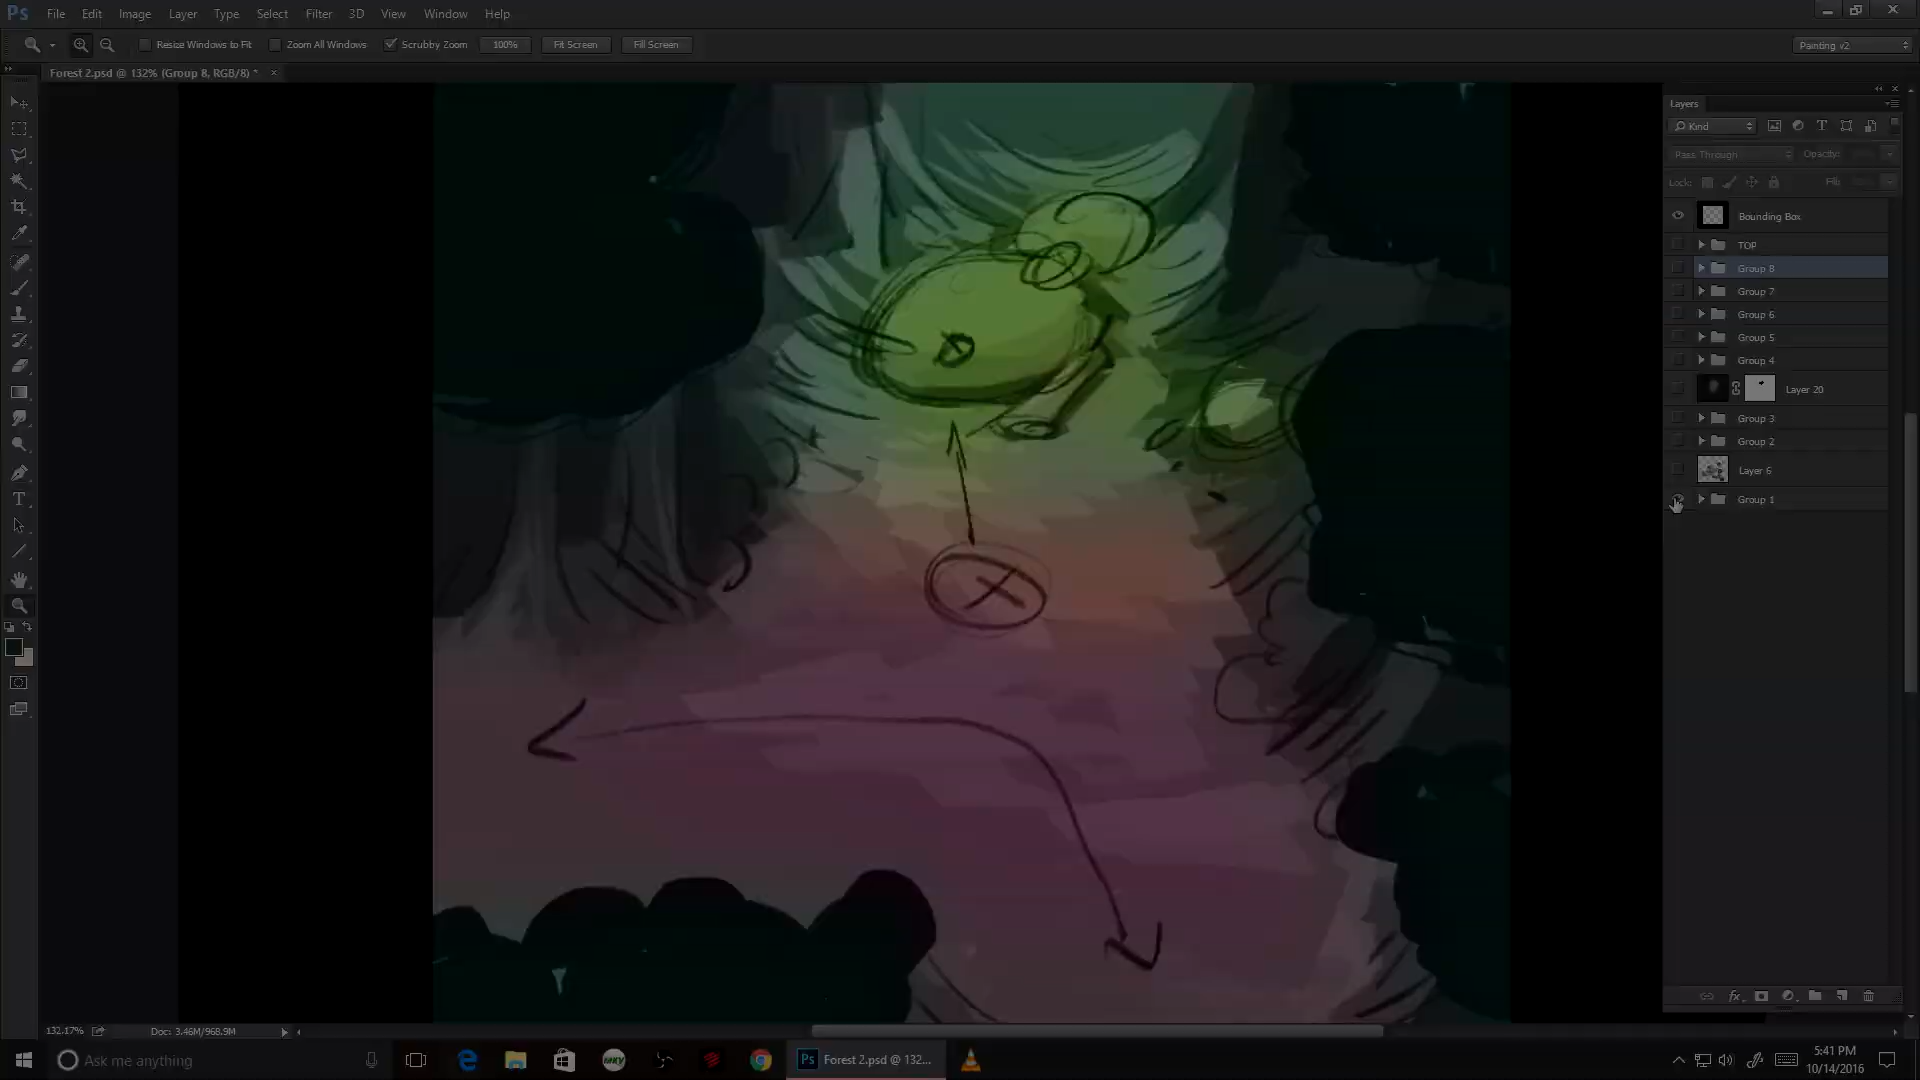 Ps File Edit Image Layer Type Select Filter 3D View Window Help
Resize Windows to Fit Zoom All Windows Scrubby Zoom 100% Fit Screen Fill Screen Painting v2
Forest 2.psd @ 132% (Group 8, RGB/8) *
Layers
Kind
Pass Through Opacity:
Lock: Fill:
Bounding Box
TOP
Group 8
Group 7
Group 6
Group 5
Group 4
Layer 20
Group 3
Group 2
Layer 6
Group 1
fx
132.17% Doc: 3.46M/968.9M
Ask me anything Ps Forest 2.psd @ 132... 5:41 PM
10/14/2016